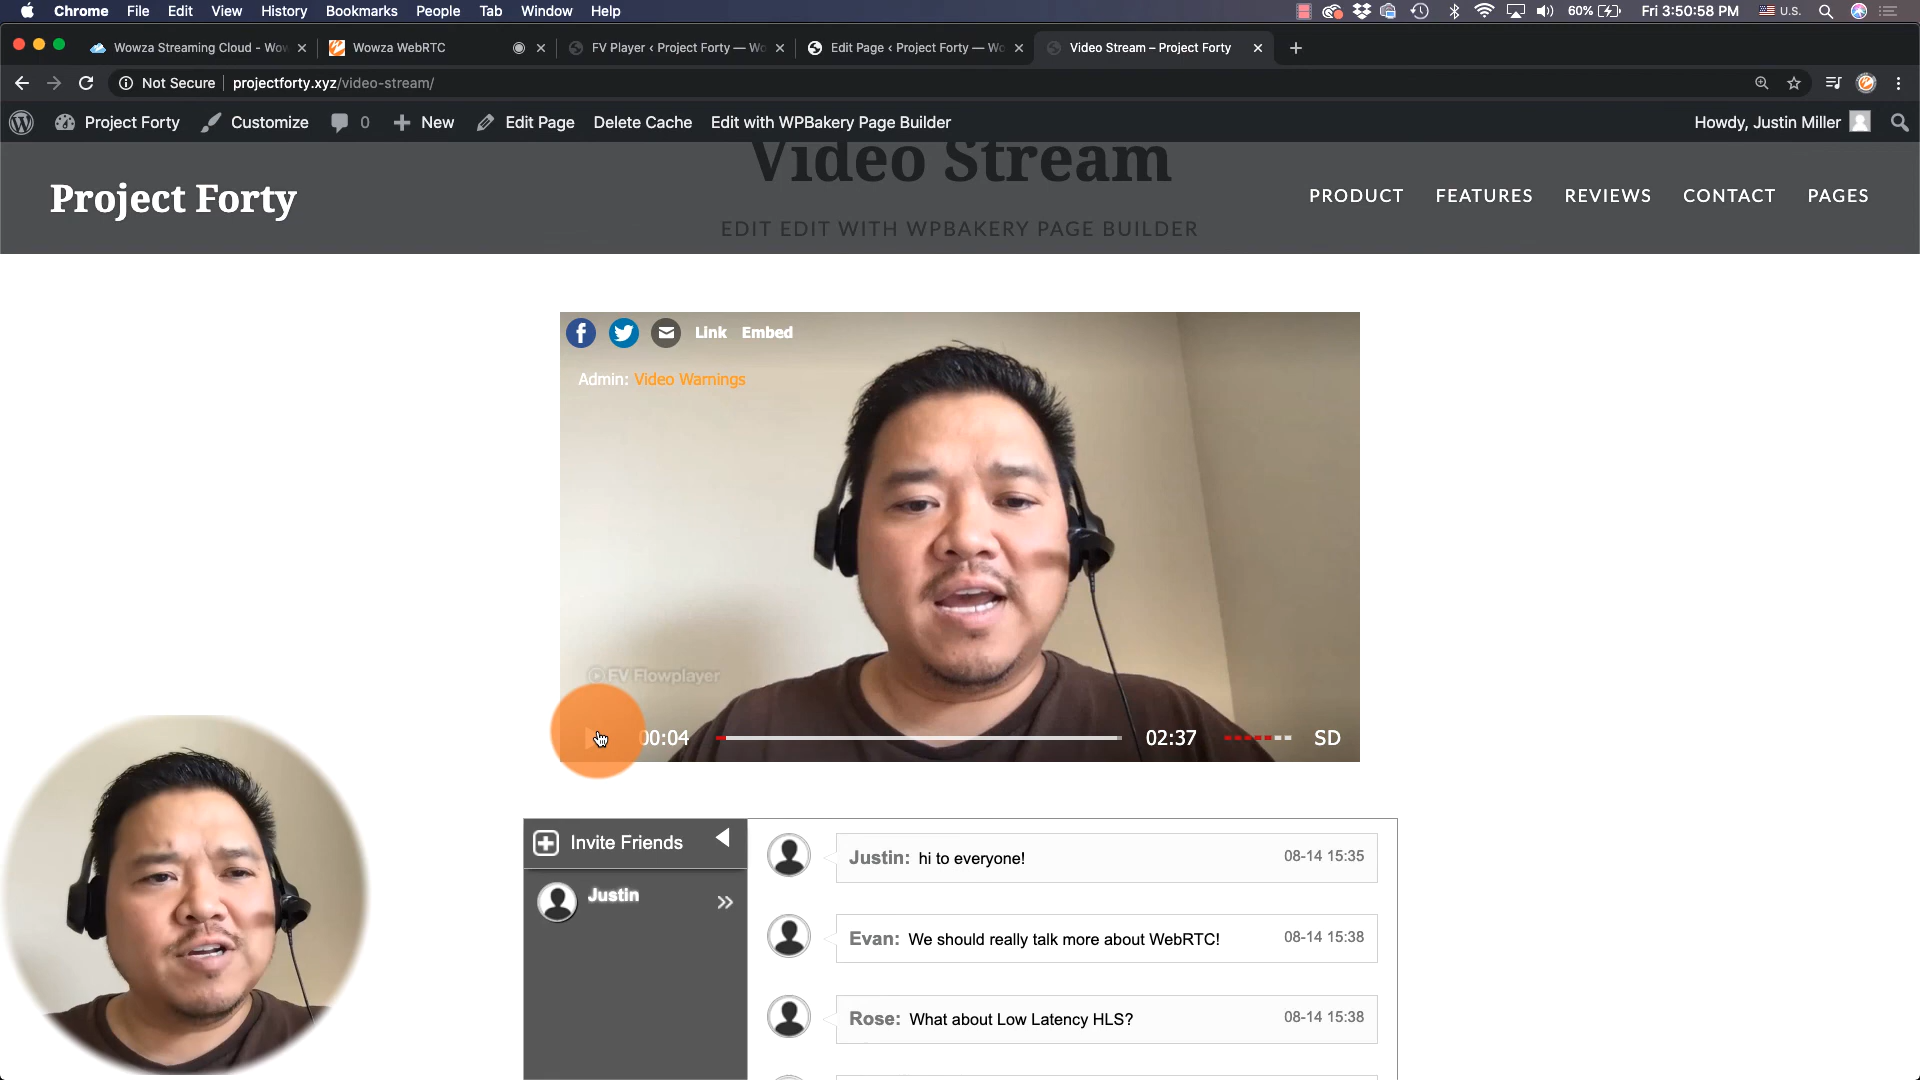 Chrome File Edit View History Bookmarks People Tab Window Help 60% Fri 3:50:58 PM U.S.
Wowza Streaming Cloud - Wow Wowza WebRTC FV Player ‹ Project Forty — Wo Edit Page ‹ Project Forty — Wo Video Stream – Project Forty
Not Secure projectforty.xyz/video-stream/
Project Forty Customize 0 New Edit Page Delete Cache Edit with WPBakery Page Builder Howdy, Justin Miller
Video Stream
Project Forty PRODUCT FEATURES REVIEWS CONTACT PAGES
EDIT EDIT WITH WPBAKERY PAGE BUILDER
Link Embed
Admin: Video Warnings
FV Flowplayer
00:04 02:37 SD
Invite Friends
Justin
Justin: hi to everyone! 08-14 15:35
Evan: We should really talk more about WebRTC! 08-14 15:38
Rose: What about Low Latency HLS? 08-14 15:38